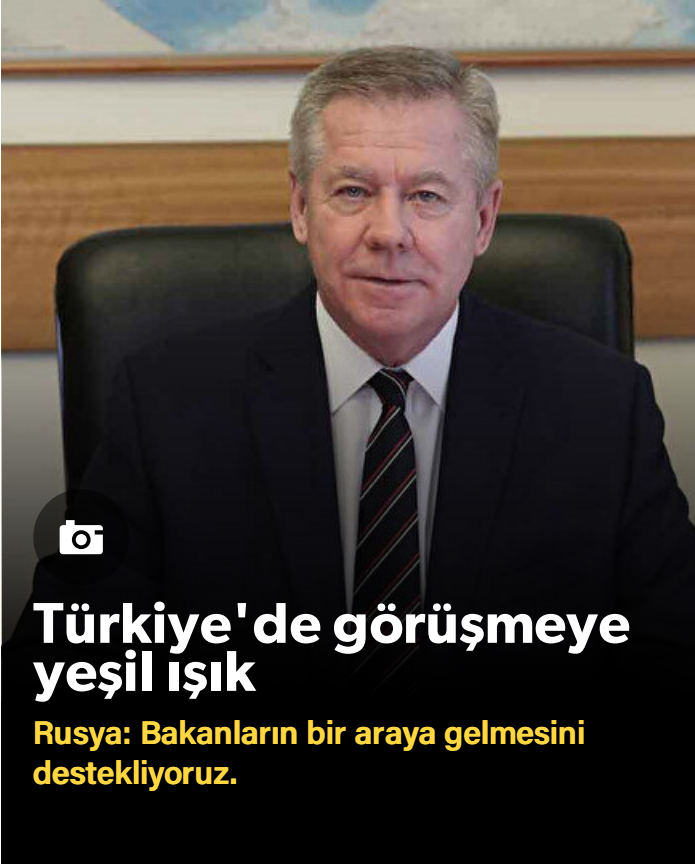 Türkiye'de görüşmeye
yeşil ışık
Rusya: Bakanların bir araya gelmesini
destekliyoruz.